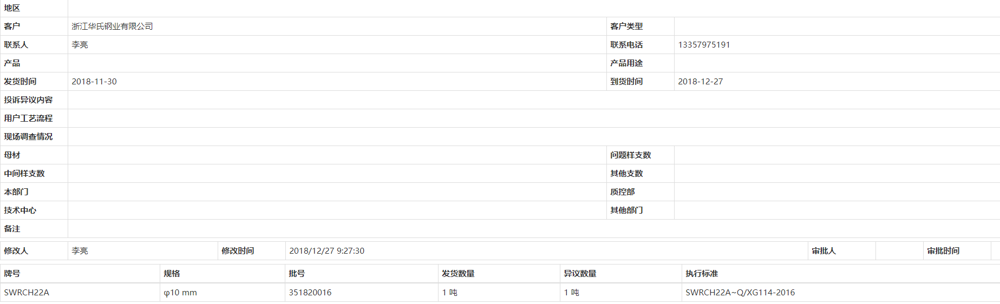 地区
客户 浙江华氏钢业有限公司 客户类型
联系人 李亮 联系电话 13357975191
产品 产品用途
发货时间 2018-11-30 到货时间 2018-12-27
投诉异议内容
用户工艺流程
现场调查情况
母材 问题样支数
中间样支数 其他支数
本部门 质控部
技术中心 其他部门
备注
修改人 李亮 修改时间 2018/12/27 9:27:30 审批人 审批时间
牌号 规格 批号 发货数量 异议数量 执行标准
SWRCH22A φ10 mm 351820016 1 吨 1 吨 SWRCH22A~Q/XG114-2016